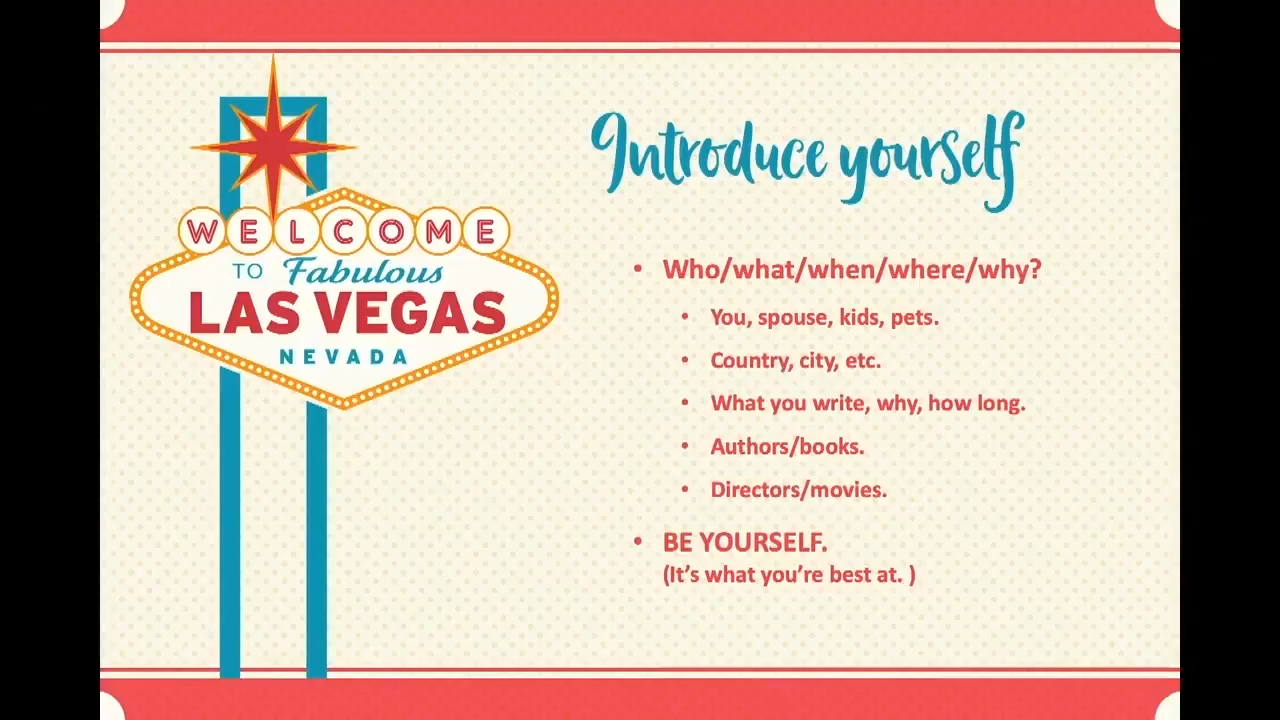 WELCOME
TO Fabulous
LAS VEGAS
NEVADA
Introduce yourself
• Who/what/when/where/why?
• You, spouse, kids, pets.
• Country, city, etc.
• What you write, why, how long.
• Authors/books.
• Directors/movies.
• BE YOURSELF.
(It's what you're best at. )